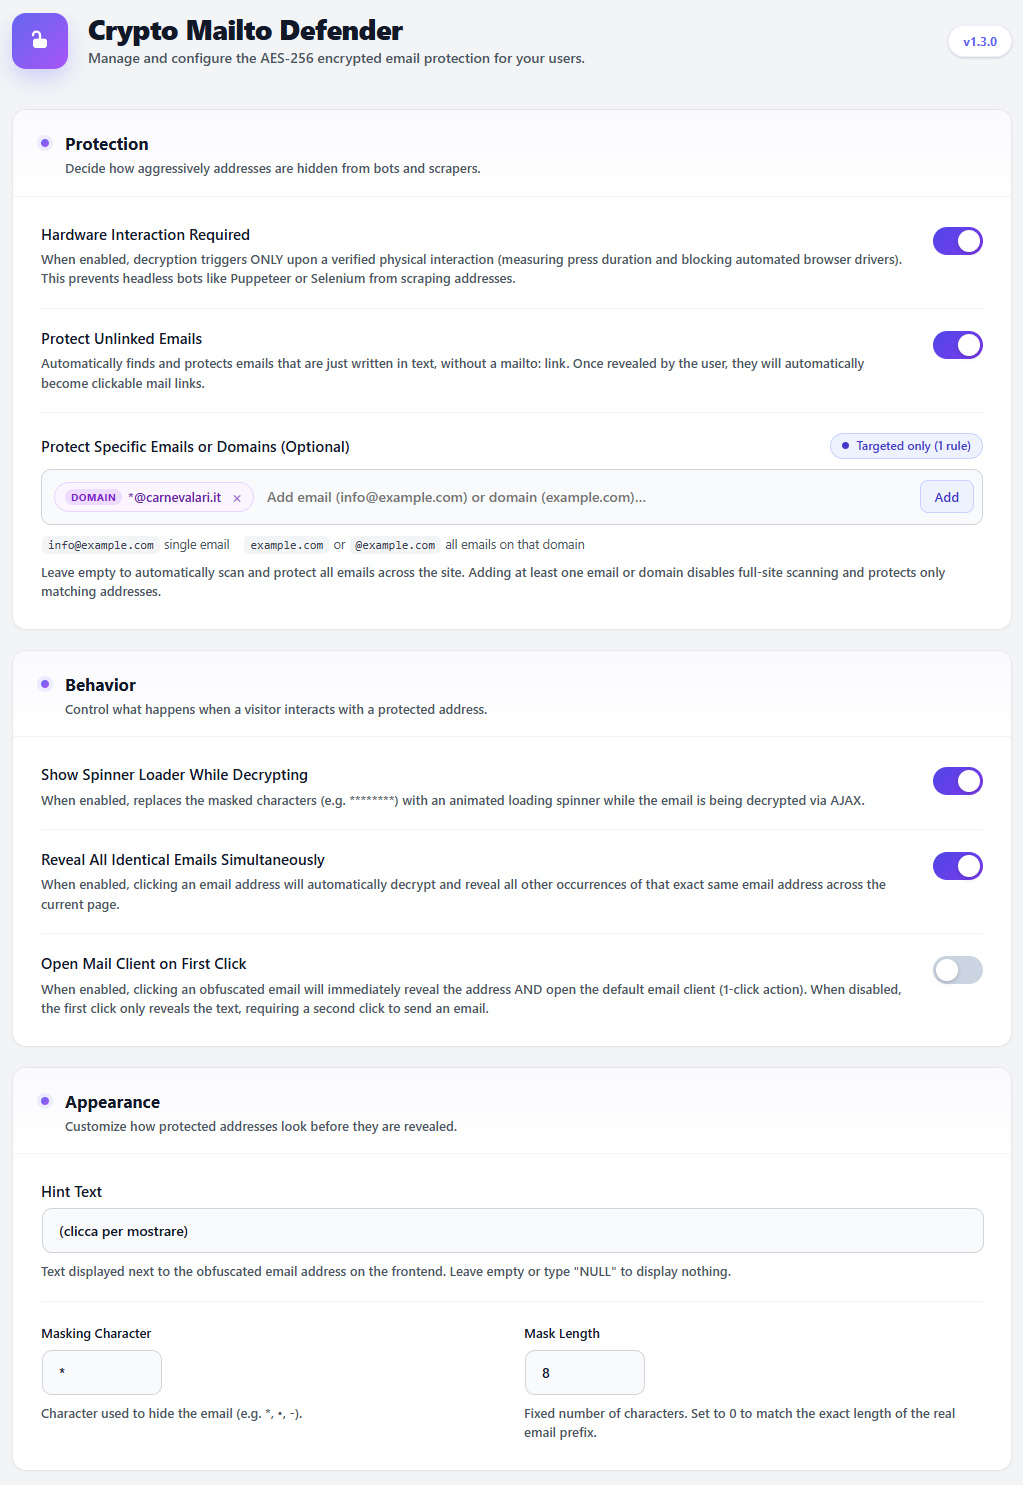 Crypto Mailto Defender
Manage and configure the AES-256 encrypted email protection for your users.
v1.3.0
Protection
Decide how aggressively addresses are hidden from bots and scrapers.
Hardware Interaction Required
When enabled, decryption triggers ONLY upon a verified physical interaction (measuring press duration and blocking automated browser drivers).
This prevents headless bots like Puppeteer or Selenium from scraping addresses.
Protect Unlinked Emails
Automatically finds and protects emails that are just written in text, without a mailto: link. Once revealed by the user, they will automatically
become clickable mail links.
Protect Specific Emails or Domains (Optional)
Targeted only (1 rule)
DOMAIN *@carnevalari.it × Add email (info@example.com) or domain (example.com)... Add
info@example.com single email example.com or @example.com all emails on that domain
Leave empty to automatically scan and protect all emails across the site. Adding at least one email or domain disables full-site scanning and protects only
matching addresses.
Behavior
Control what happens when a visitor interacts with a protected address.
Show Spinner Loader While Decrypting
When enabled, replaces the masked characters (e.g. ********) with an animated loading spinner while the email is being decrypted via AJAX.
Reveal All Identical Emails Simultaneously
When enabled, clicking an email address will automatically decrypt and reveal all other occurrences of that exact same email address across the
current page.
Open Mail Client on First Click
When enabled, clicking an obfuscated email will immediately reveal the address AND open the default email client (1-click action). When disabled,
the first click only reveals the text, requiring a second click to send an email.
Appearance
Customize how protected addresses look before they are revealed.
Hint Text
(clicca per mostrare)
Text displayed next to the obfuscated email address on the frontend. Leave empty or type "NULL" to display nothing.
Masking Character
*
Character used to hide the email (e.g. *, •, -).
Mask Length
8
Fixed number of characters. Set to 0 to match the exact length of the real
email prefix.